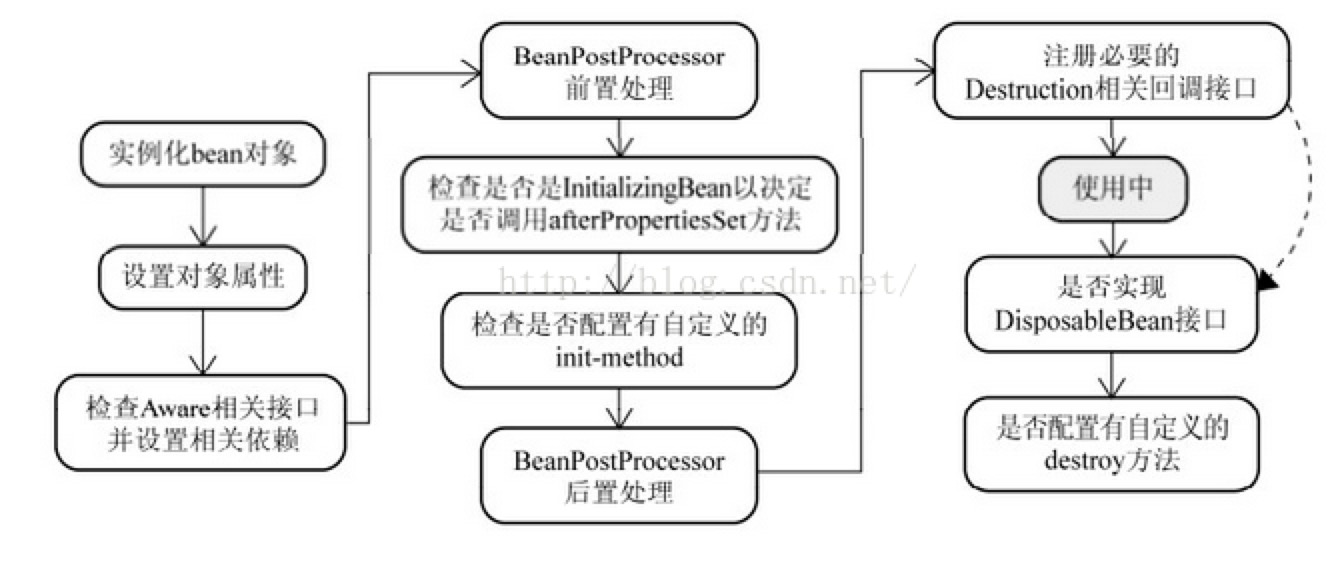 实例化bean对象
设置对象属性
检查Aware相关接口
并设置相关依赖
BeanPostProcessor
前置处理
检查是否是InitializingBean以决定
是否调用afterPropertiesSet方法
检查是否配置有自定义的
init-method
BeanPostProcessor
后置处理
注册必要的
Destruction相关回调接口
使用中
是否实现
DisposableBean接口
是否配置有自定义的
destroy方法
http://blog.csdn.net/